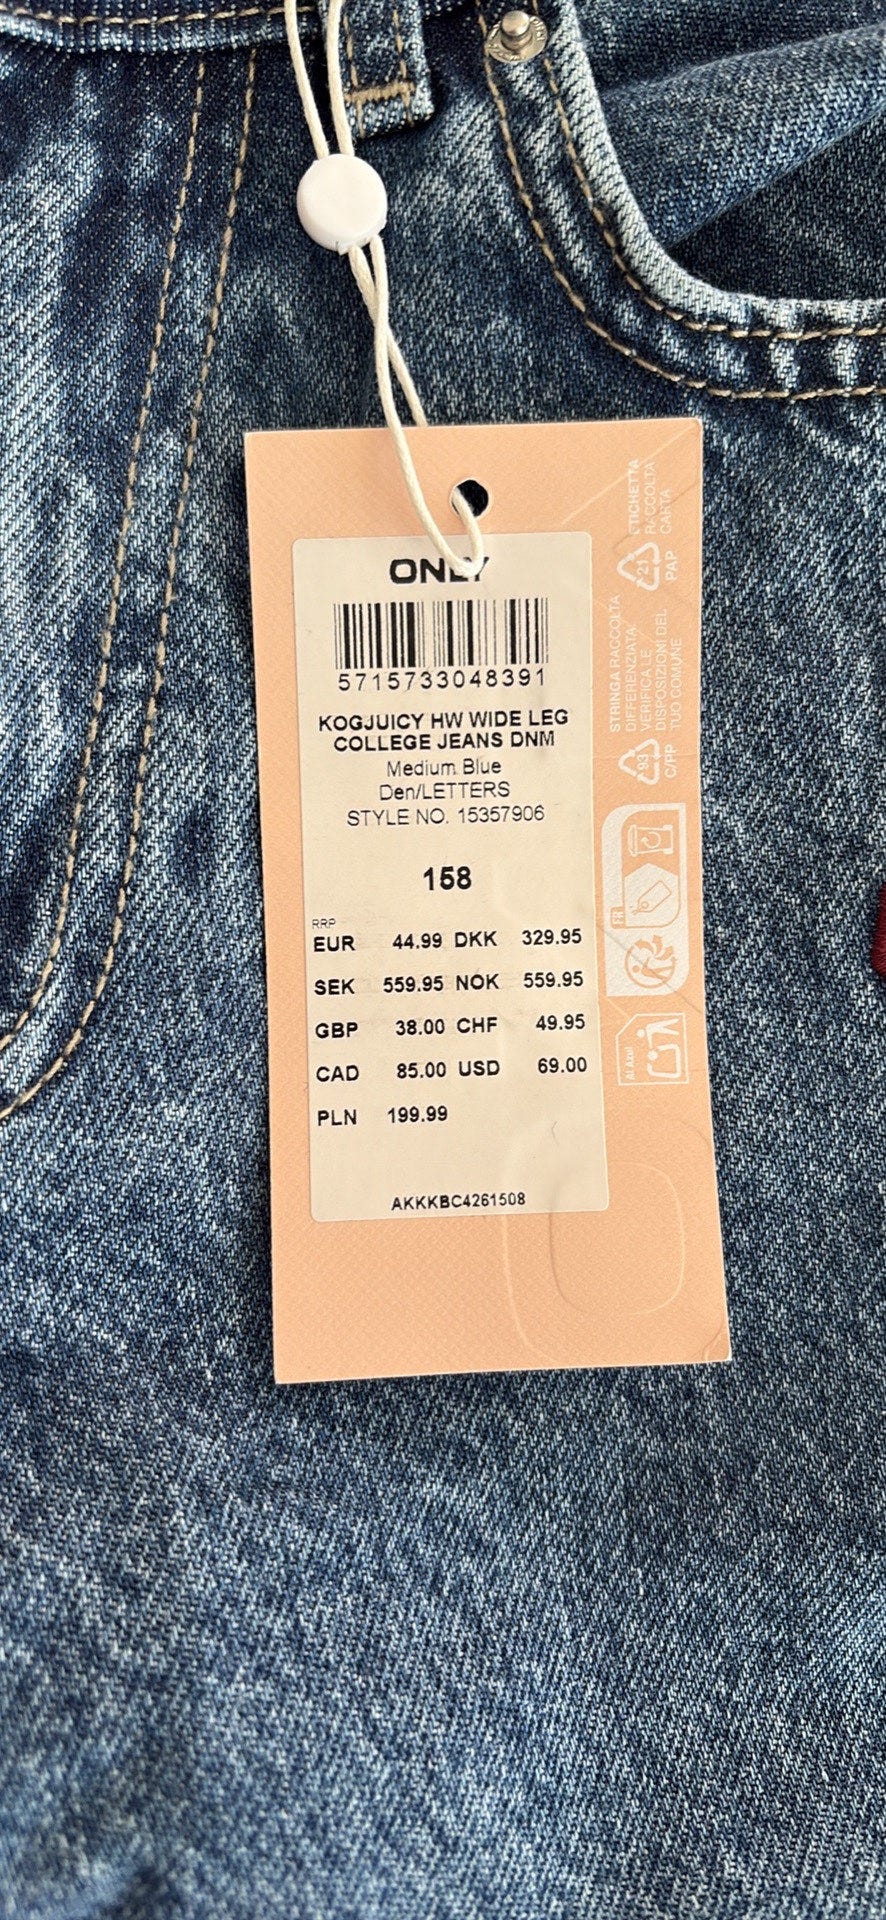 ONLY
5715733048391
KOGJUICY HW WIDE LEG
COLLEGE JEANS DNM
Medium Blue
Den/LETTERS
STYLE NO. 15357906
158
RRP
EUR 44.99 DKK 329.95
SEK 559.95 NOK 559.95
GBP 38.00 CHF 49.95
CAD 85.00 USD 69.00
PLN 199.99
AKKKBC4261508
ETICHETTA
RACCOLTA
CARTA
21
PAP
STRINGA RACCOLTA
DIFFERENZIATA.
VERIFICA LE
DISPOSIZIONI DEL
TUO COMUNE
93
C/PP
FR
Al Azul